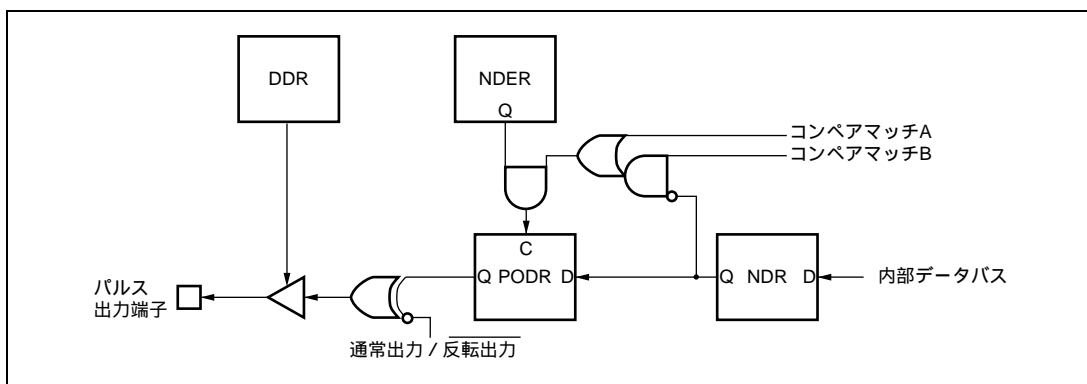 DDR
NDER
Q
コンペアマッチA
コンペアマッチB
C
Q PODR D
Q NDR D
内部データバス
パルス
出力端子
通常出力 / 反転出力